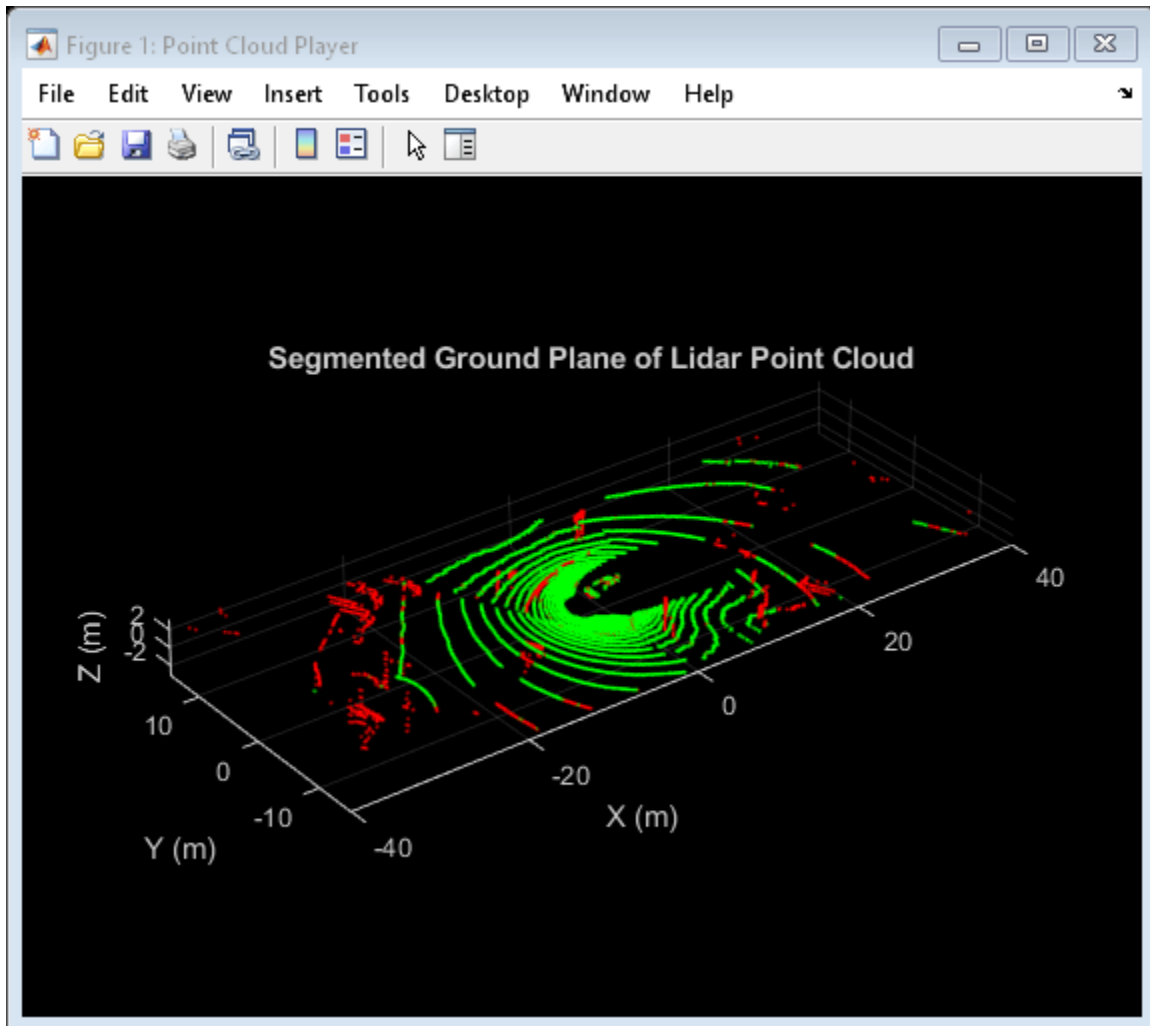 Figure 1: Point Cloud Player
File Edit View Insert Tools Desktop Window Help
Segmented Ground Plane of Lidar Point Cloud
2
0
-2
Z (m)
10
0
-10
Y (m)
-40
-20
0
20
40
X (m)